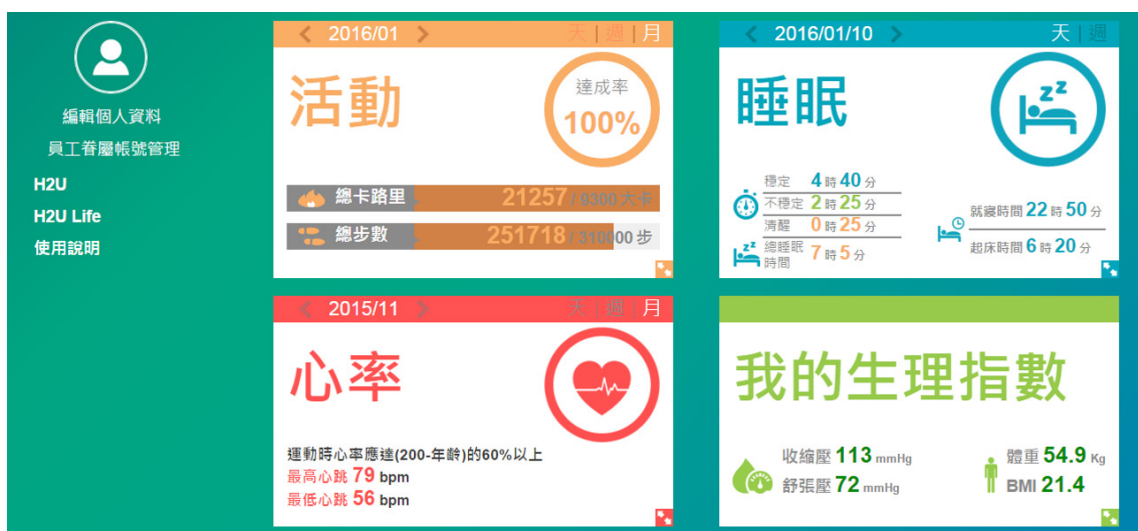 編輯個人資料
員工眷屬帳號管理
H2U
H2U Life
使用說明
2016/01
天 | 週 | 月
活動
達成率
100%
總卡路里 21257 / 9300 大卡
總步數 251718 / 310000 步
2016/01/10
天 | 週
睡眠
穩定 4 時 40 分
不穩定 2 時 25 分
清醒 0 時 25 分
總睡眠時間 7 時 5 分
就寢時間 22 時 50 分
起床時間 6 時 20 分
2015/11
天 | 週 | 月
心率
運動時心率應達(200-年齡)的60%以上
最高心跳 79 bpm
最低心跳 56 bpm
我的生理指數
收縮壓 113 mmHg
舒張壓 72 mmHg
體重 54.9 Kg
BMI 21.4